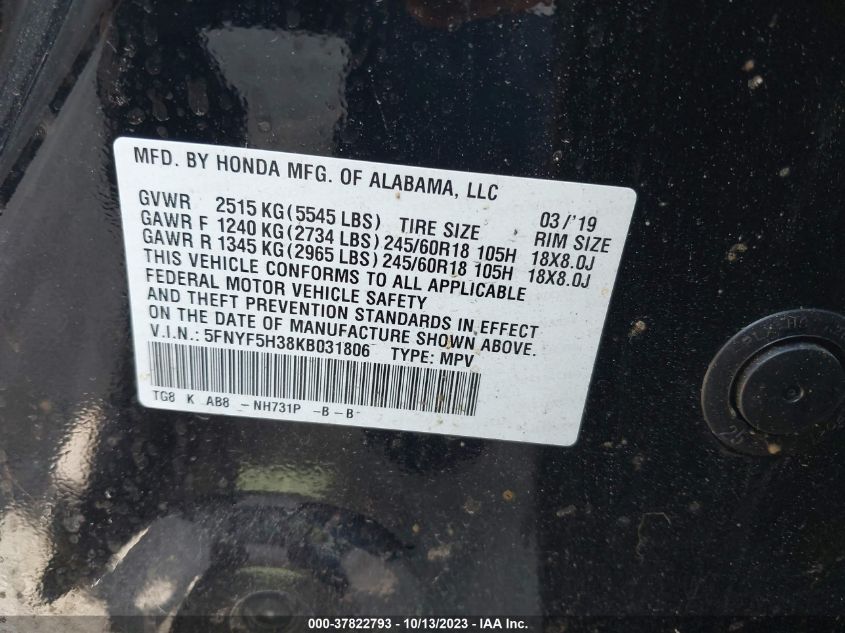 MFD. BY HONDA MFG. OF ALABAMA, LLC
GVWR 2515 KG (5545 LBS) TIRE SIZE 03/'19 RIM SIZE
GAWR F 1240 KG (2734 LBS) 245/60R18 105H 18X8.0J
GAWR R 1345 KG (2965 LBS) 245/60R18 105H 18X8.0J
THIS VEHICLE CONFORMS TO ALL APPLICABLE
FEDERAL MOTOR VEHICLE SAFETY
AND THEFT PREVENTION STANDARDS IN EFFECT
ON THE DATE OF MANUFACTURE SHOWN ABOVE.
V.I.N.: 5FNYF5H38KB031806 TYPE: MPV
TG8 K AB8 - NH731P -B-B
000-37822793 - 10/13/2023 - IAA Inc.